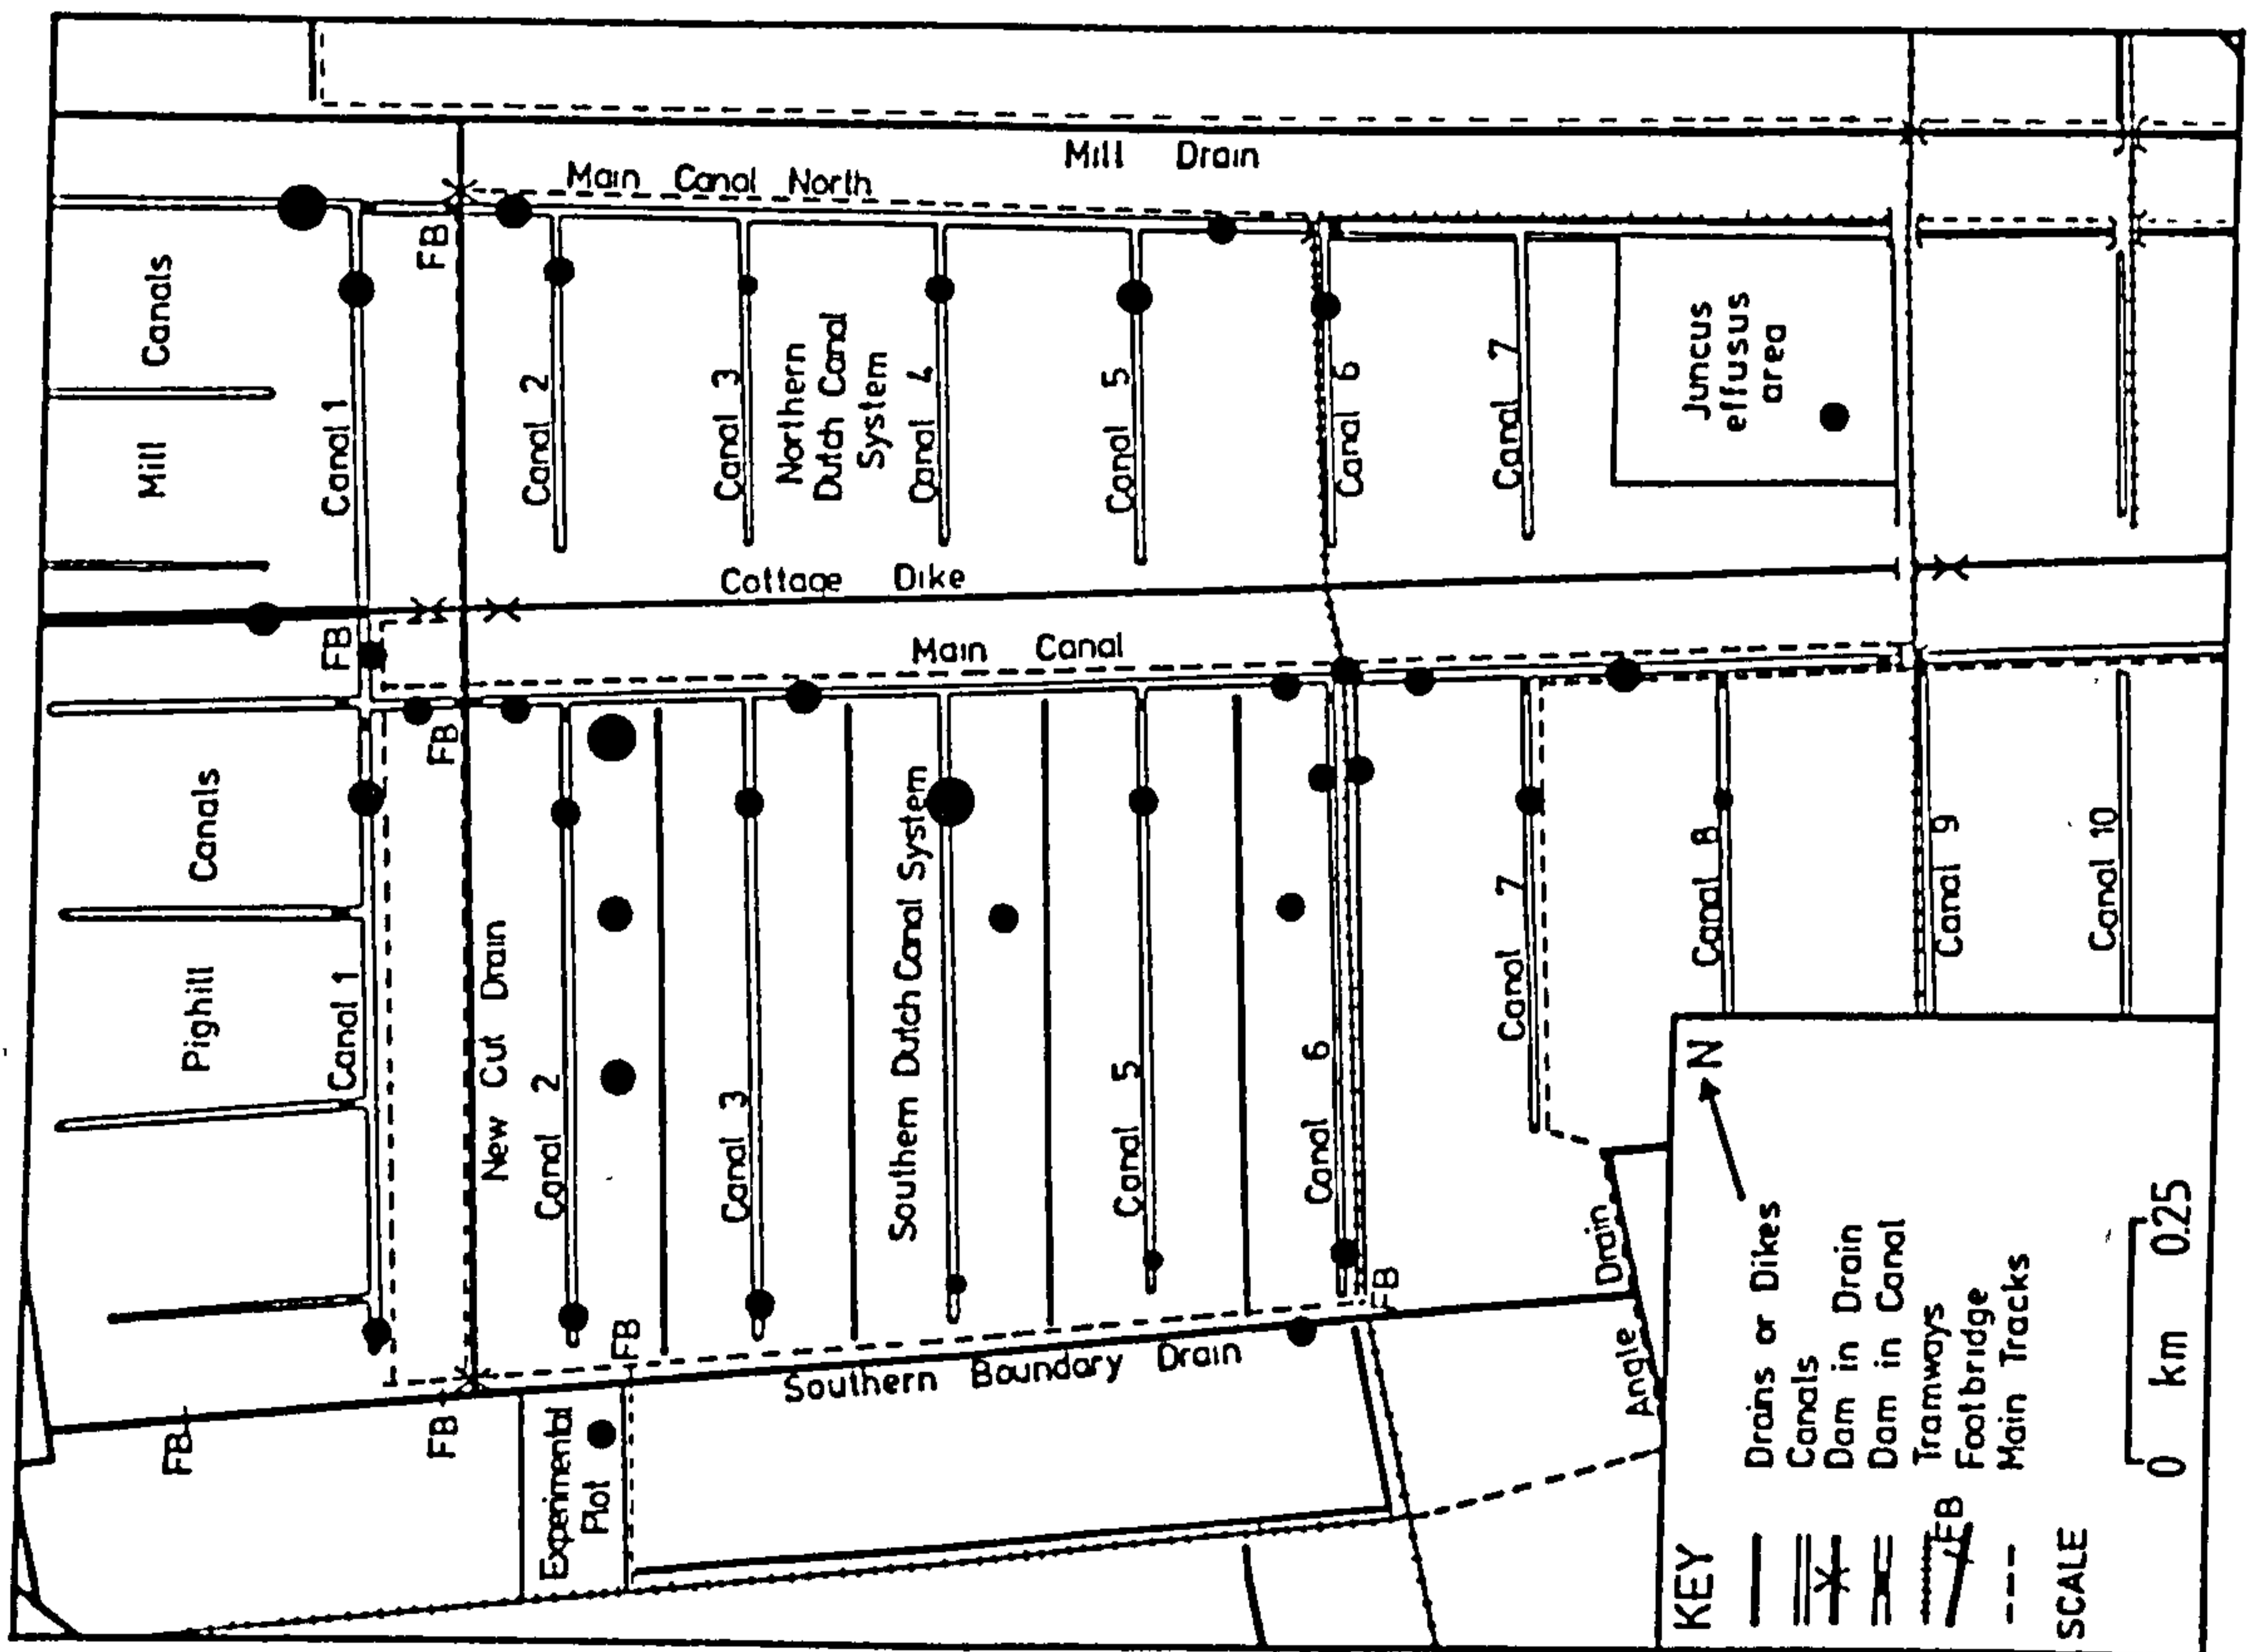 Mill Drain
Main Canal North
FB
Mill Canals
Canal 1
Canal 2
Canal 3
Northern
Dutch Canal
System
Canal 4
Canal 5
Canal 6
Canal 7
Juncus
effusus
area
Cottage Dike
FB
Main Canal
FB
Pighill Canals
Canal 1
New Cut Drain
Canal 2
Canal 3
Southern Dutch Canal System
Canal 5
Canal 6
Canal 7
Canal 8
Canal 9
Canal 10
FB
FB
FB
FB
Southern Boundary Drain
Angle Drain
Experimental
Plot
N
KEY
Drains or Dikes
Canals
Dam in Drain
Dam in Canal
Tramways
FB Footbridge
Main Tracks
SCALE
0 km 0.25